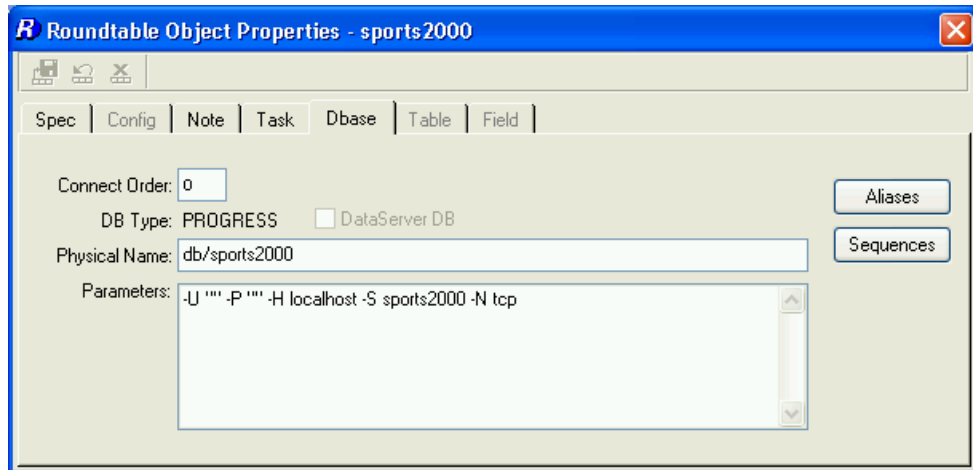 R Roundtable Object Properties - sports2000
Spec Config Note Task Dbase Table Field
Connect Order: 0
Aliases
DB Type: PROGRESS DataServer DB
Physical Name: db/sports2000
Sequences
Parameters: -U "" -P "" -H localhost -S sports2000 -N tcp